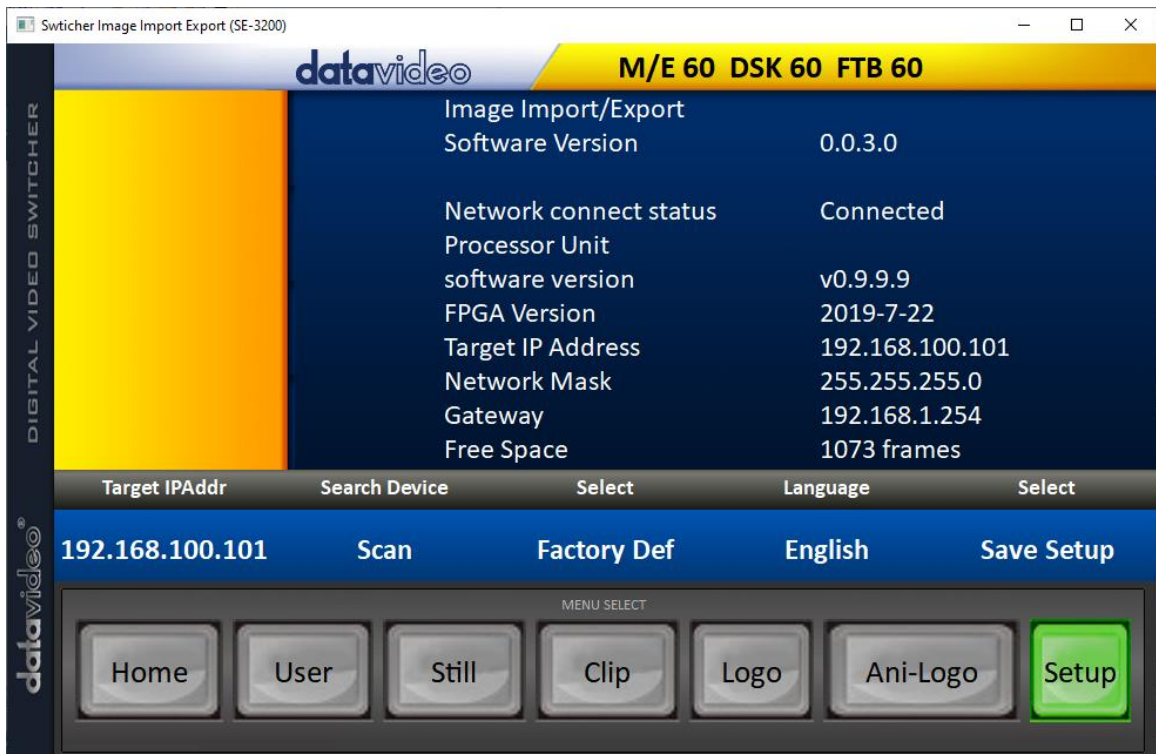 Swticher Image Import Export (SE-3200)
datavideo M/E 60 DSK 60 FTB 60
Image Import/Export
Software Version 0.0.3.0
Network connect status Connected
Processor Unit
software version v0.9.9.9
FPGA Version 2019-7-22
Target IP Address 192.168.100.101
Network Mask 255.255.255.0
Gateway 192.168.1.254
Free Space 1073 frames
Target IPAddr Search Device Select Language Select
192.168.100.101 Scan Factory Def English Save Setup
MENU SELECT
Home User Still Clip Logo Ani-Logo Setup
datavideo® DIGITAL VIDEO SWITCHER